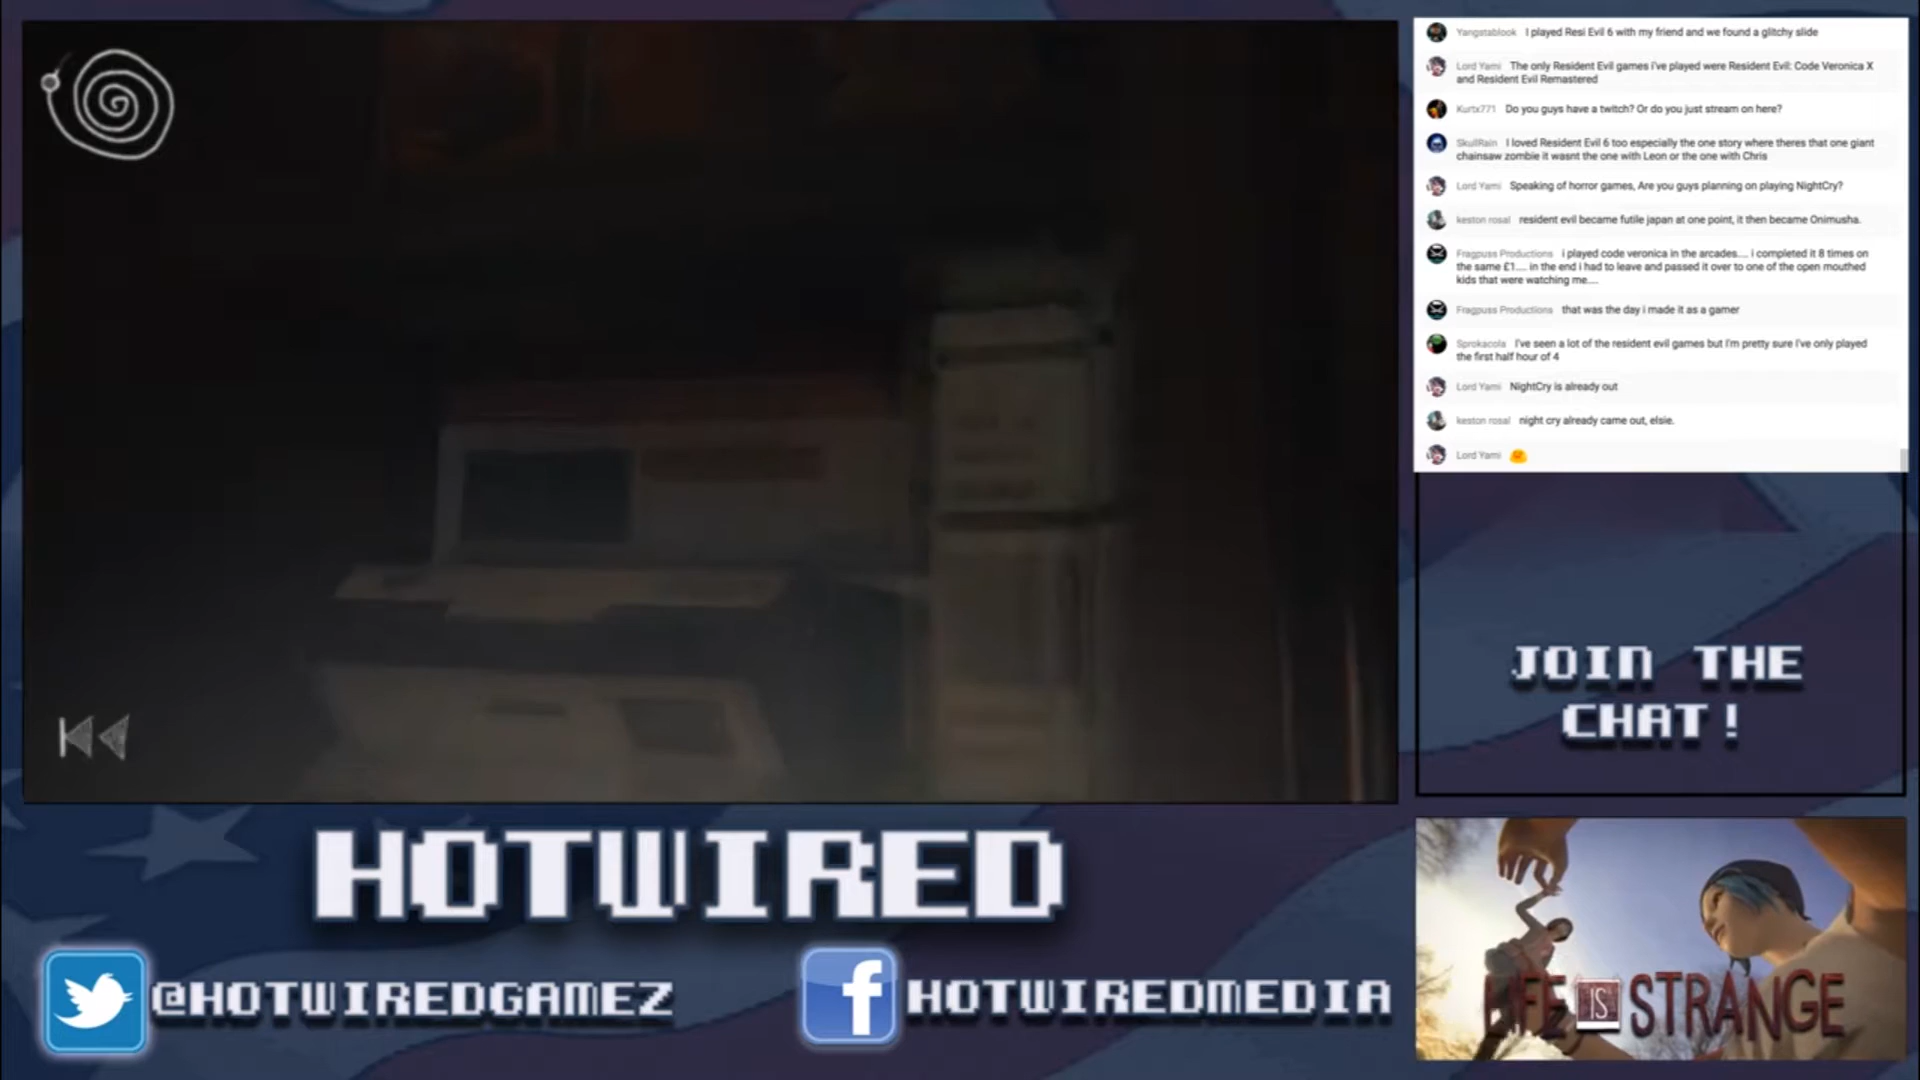 Yangstablook I played Resi Evil 6 with my friend and we found a glitchy slide
Lord Yami The only Resident Evil games i've played were Resident Evil: Code Veronica X
and Resident Evil Remastered
Kurtx771 Do you guys have a twitch? Or do you just stream on here?
SkullRain I loved Resident Evil 6 too especially the one story where theres that one giant
chainsaw zombie it wasnt the one with Leon or the one with Chris
Lord Yami Speaking of horror games, Are you guys planning on playing NightCry?
keston rosal resident evil became futile japan at one point, it then became Onimusha.
Fragpuss Productions i played code veronica in the arcades.... i completed it 8 times on
the same £1.... in the end i had to leave and passed it over to one of the open mouthed
kids that were watching me....
Fragpuss Productions that was the day i made it as a gamer
Sprokacola I've seen a lot of the resident evil games but I'm pretty sure I've only played
the first half hour of 4
Lord Yami NightCry is already out
keston rosal night cry already came out, elsie.
Lord Yami
JOIN THE
CHAT!
HOTWIRED
@HOTWIREDGAMEZ
HOTWIREDMEDIA
LIFE IS STRANGE